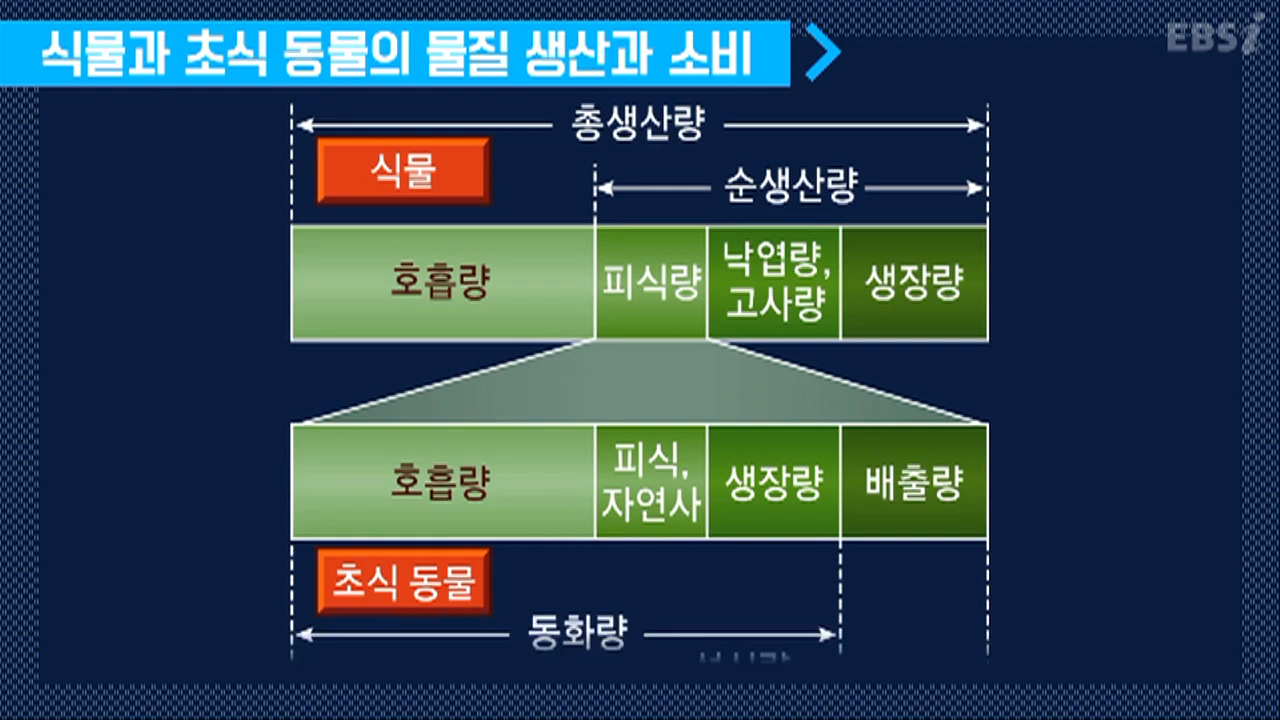 식물과 초식 동물의 물질 생산과 소비
EBSi
총생산량
식물
순생산량
호흡량
피식량
낙엽량,
고사량
생장량
호흡량
피식,
자연사
생장량
배출량
초식 동물
동화량